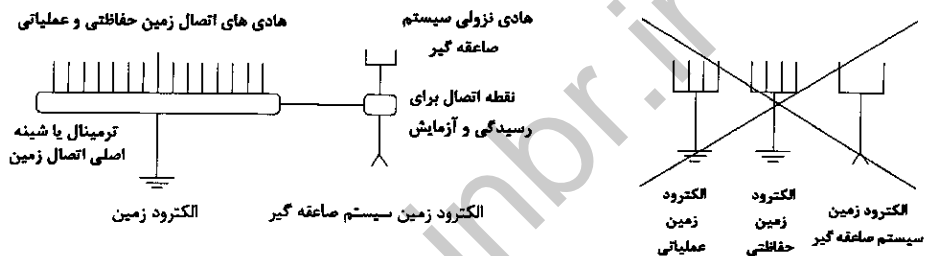 هادی های اتصال زمین حفاظتی و عملیاتی
هادی نزولی سیستم
صاعقه گیر
نقطه اتصال برای
رسیدگی و آزمایش
ترمینال یا شینه
اصلی اتصال زمین
الکترود زمین
الکترود زمین سیستم صاعقه گیر
الکترود زمین
سیستم صاعقه گیر
الکترود
زمین
حفاظتی
الکترود
زمین
عملیاتی
inbr.ir